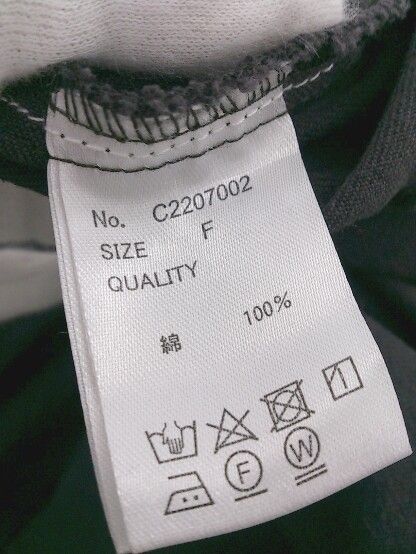 No. C2207002
SIZE F
QUALITY
綿 100%
F W